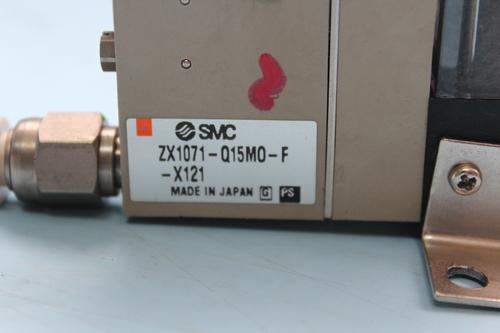 SMC
ZX1071-Q15MO-F
-X121
MADE IN JAPAN G PS